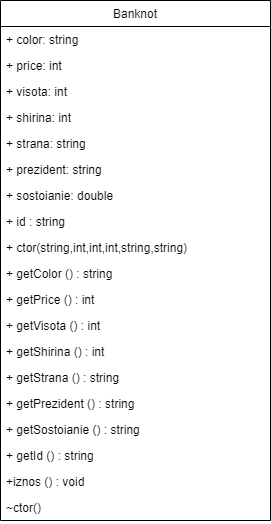 Banknot
+ color: string
+ price: int
+ visota: int
+ shirina: int
+ strana: string
+ prezident: string
+ sostoianie: double
+ id : string
+ ctor(string,int,int,int,string,string)
+ getColor () : string
+ getPrice () : int
+ getVisota () : int
+ getShirina () : int
+ getStrana () : string
+ getPrezident () : string
+ getSostoianie () : string
+ getId () : string
+iznos () : void
~ctor()